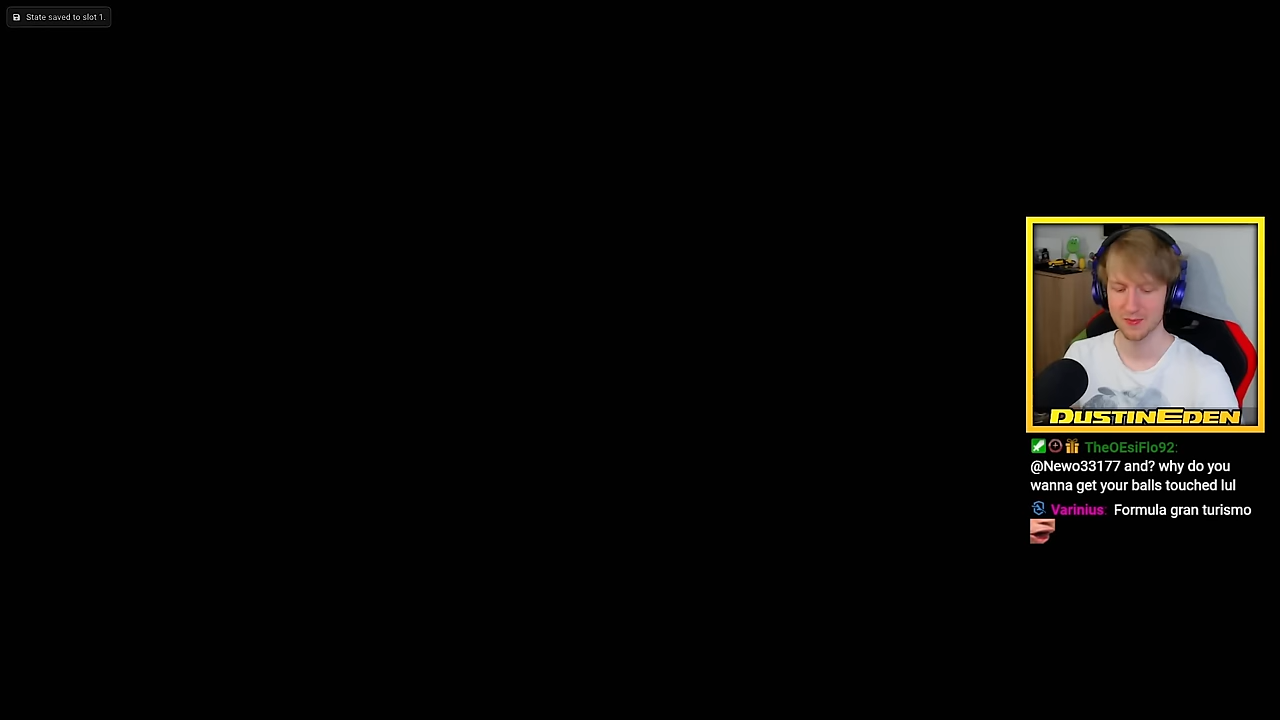 State saved to slot 1.
DUSTINEDEN
TheOEsiFlo92:
@Newo33177 and? why do you
wanna get your balls touched lul
Varinius: Formula gran turismo